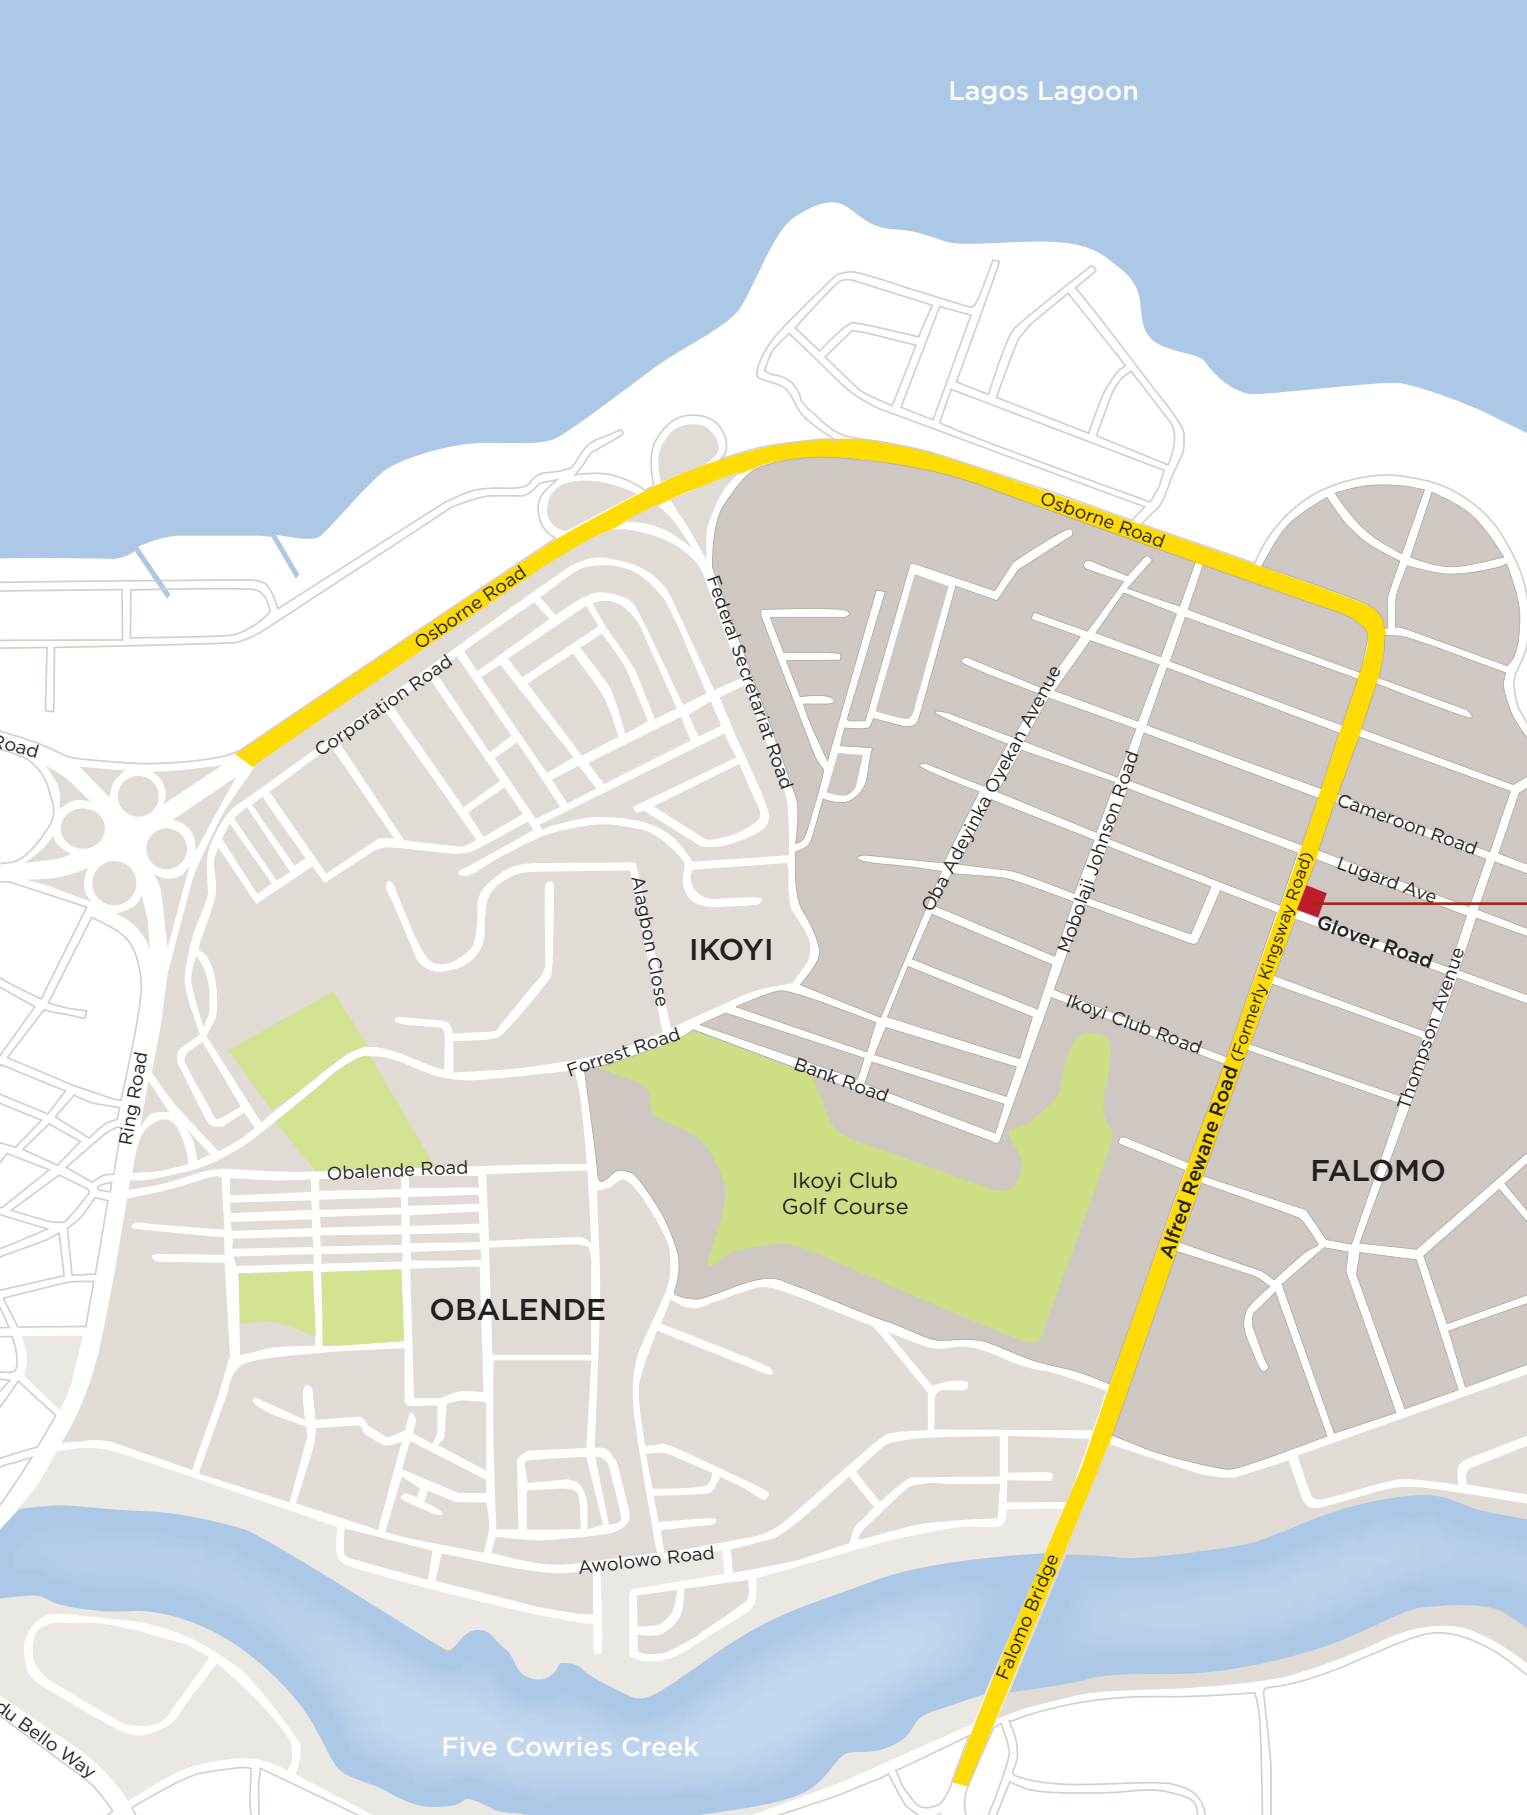 Lagos Lagoon
Osborne Road
Osborne Road
Federal Secretariat Road
Corporation Road
Road
Oba Adeyinka Oyekan Avenue
Mobolaji Johnson Road
Cameroon Road
Lugard Ave
Glover Road
Alagbon Close
IKOYI
Thompson Avenue
Ikoyi Club Road
Forrest Road
Bank Road
Ring Road
Alfred Rewane Road (Formerly Kingsway Road)
Obalende Road
Ikoyi Club
Golf Course
FALOMO
OBALENDE
Awolowo Road
Falomo Bridge
Five Cowries Creek
du Bello Way